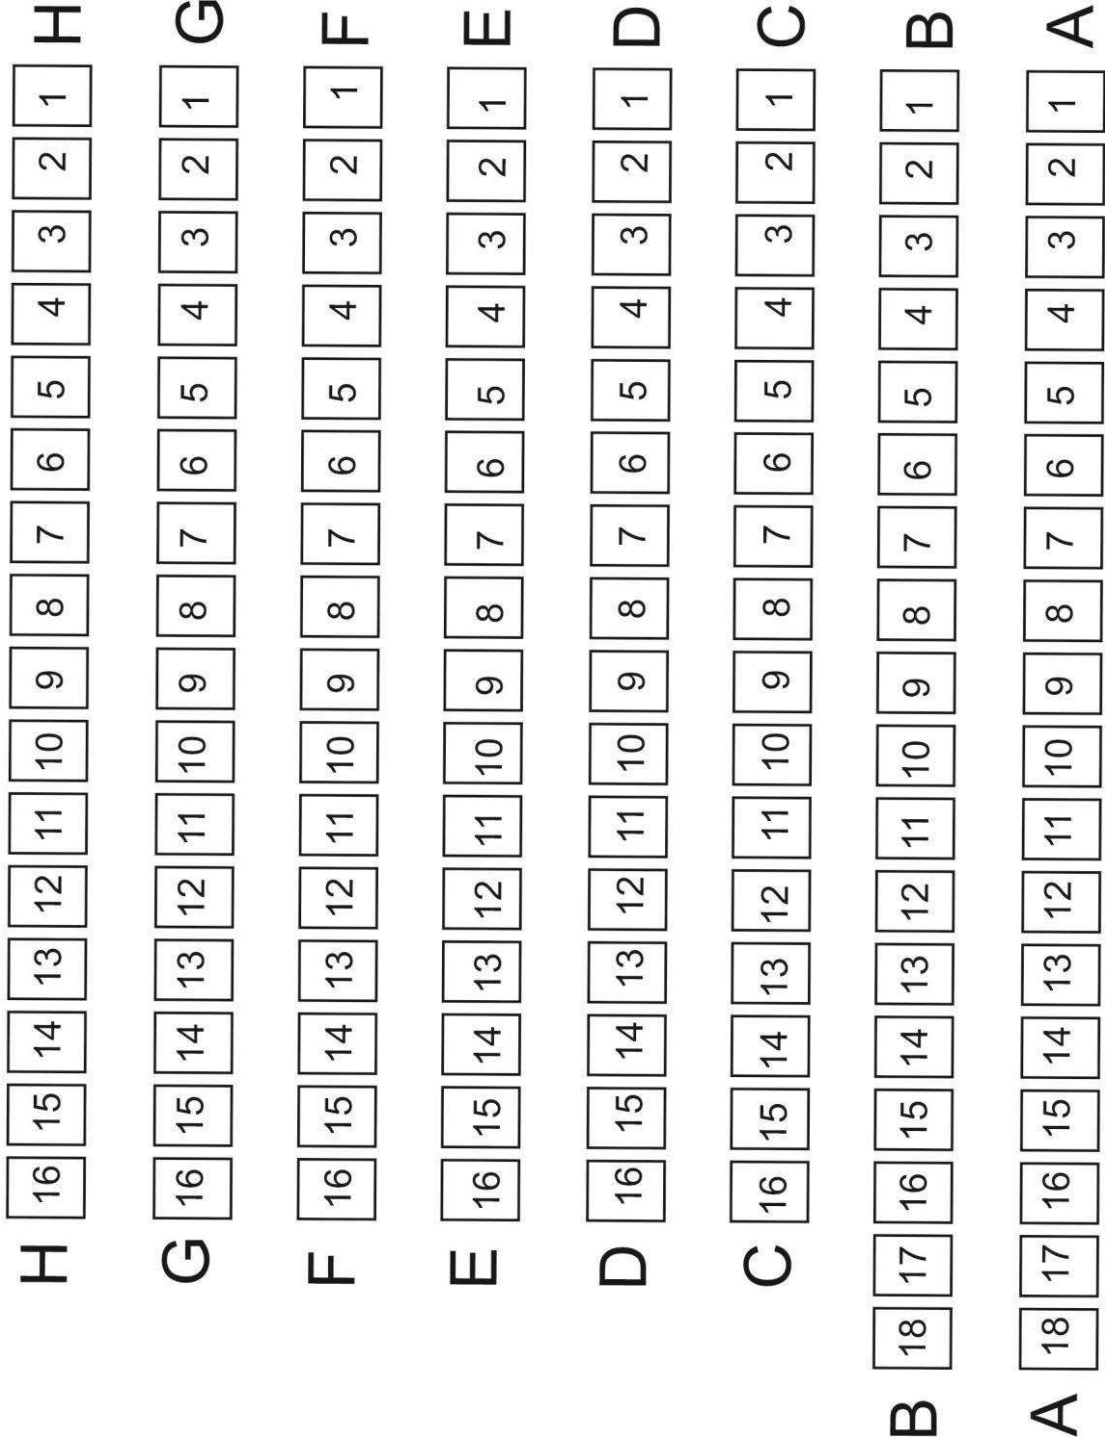 H 16 15 14 13 12 11 10 9 8 7 6 5 4 3 2 1 H
G 16 15 14 13 12 11 10 9 8 7 6 5 4 3 2 1 G
F 16 15 14 13 12 11 10 9 8 7 6 5 4 3 2 1 F
E 16 15 14 13 12 11 10 9 8 7 6 5 4 3 2 1 E
D 16 15 14 13 12 11 10 9 8 7 6 5 4 3 2 1 D
C 16 15 14 13 12 11 10 9 8 7 6 5 4 3 2 1 C
B 18 17 16 15 14 13 12 11 10 9 8 7 6 5 4 3 2 1 B
A 18 17 16 15 14 13 12 11 10 9 8 7 6 5 4 3 2 1 A